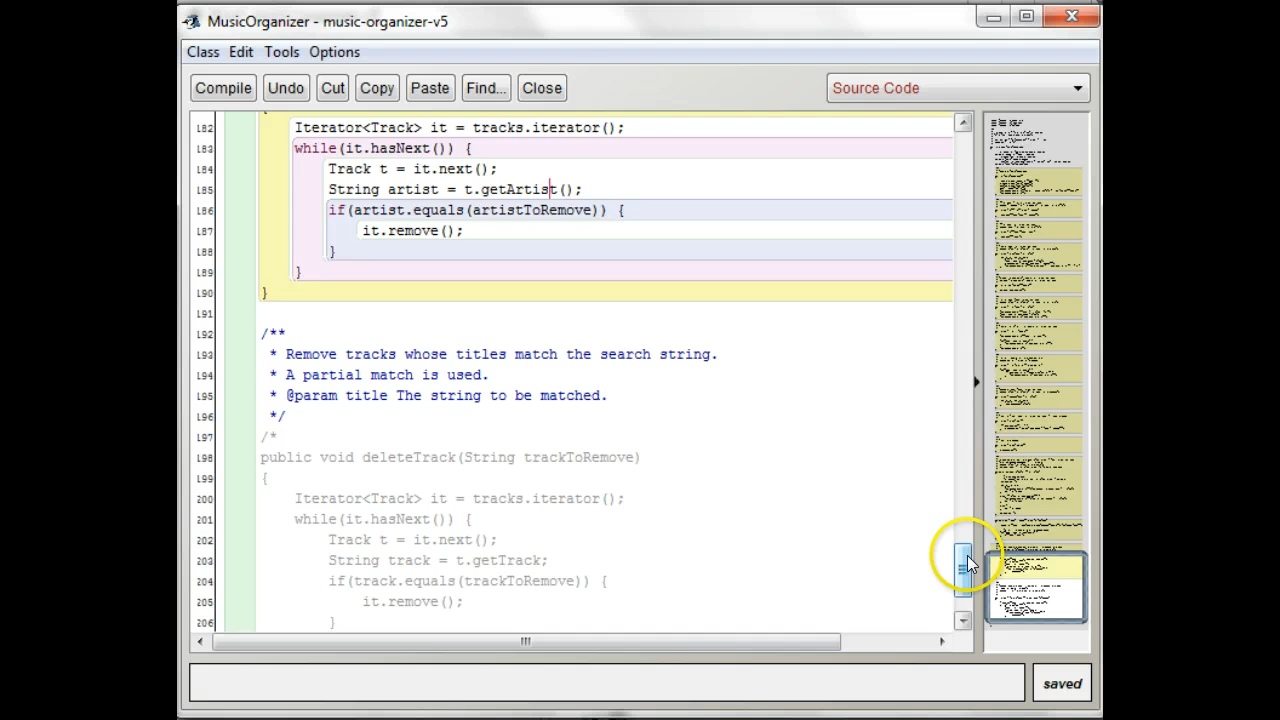 MusicOrganizer - music-organizer-v5
Class Edit Tools Options
Compile Undo Cut Copy Paste Find... Close Source Code
182 Iterator<Track> it = tracks.iterator();
183 while(it.hasNext()) {
184 Track t = it.next();
185 String artist = t.getArtist();
186 if(artist.equals(artistToRemove)) {
187 it.remove();
188 }
189 }
190 }
191
192 /**
193 * Remove tracks whose titles match the search string.
194 * A partial match is used.
195 * @param title The string to be matched.
196 */
197 /*
198 public void deleteTrack(String trackToRemove)
199 {
200 Iterator<Track> it = tracks.iterator();
201 while(it.hasNext()) {
202 Track t = it.next();
203 String track = t.getTrack;
204 if(track.equals(trackToRemove)) {
205 it.remove();
206 }
saved